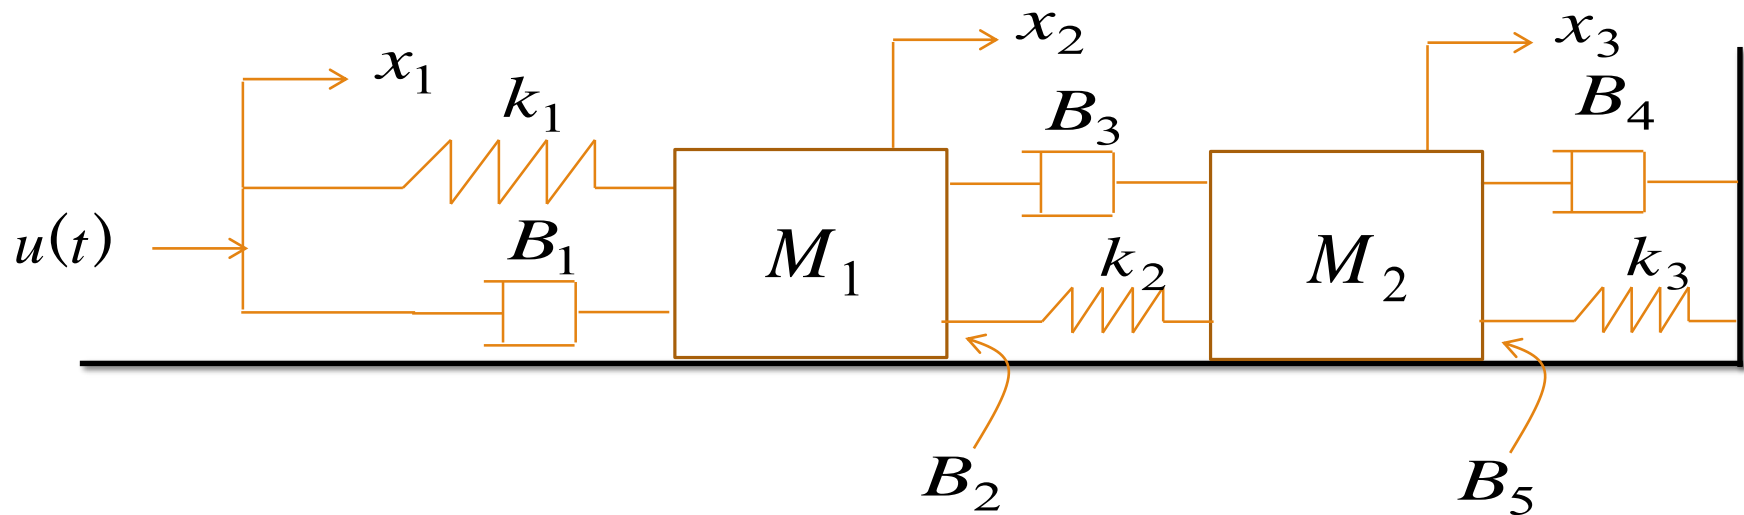 x₁
x₂
x₃
k₁
B₃
B₄
u(t)
B₁
M₁
k₂
M₂
k₃
B₂
B₅